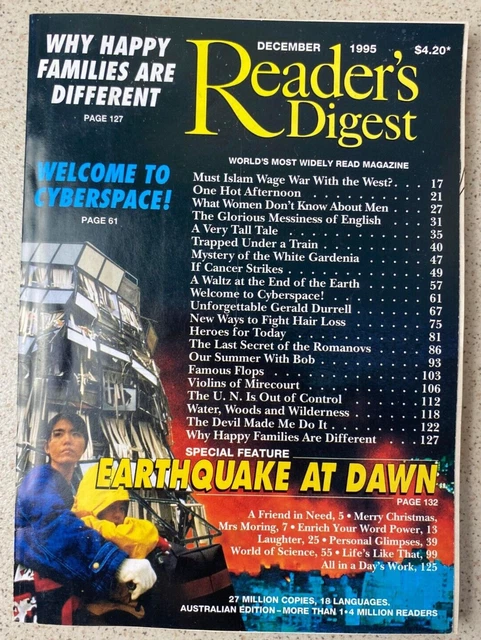 WHY HAPPY
FAMILIES ARE
DIFFERENT
PAGE 127
WELCOME TO
CYBERSPACE!
PAGE 61
DECEMBER 1995 $4.20*
Reader's
Digest
WORLD'S MOST WIDELY READ MAGAZINE
Must Islam Wage War With the West? . . . 17
One Hot Afternoon . . . . . . . . 21
What Women Don't Know About Men . . . 27
The Glorious Messiness of English . . . . 31
A Very Tall Tale . . . . . . . . . 35
Trapped Under a Train . . . . . . . 40
Mystery of the White Gardenia . . . . . 47
If Cancer Strikes . . . . . . . . . 49
A Waltz at the End of the Earth . . . . . 57
Welcome to Cyberspace! . . . . . . . 61
Unforgettable Gerald Durrell . . . . . . 67
New Ways to Fight Hair Loss . . . . . . 75
Heroes for Today . . . . . . . . . 81
The Last Secret of the Romanovs . . . . 86
Our Summer With Bob . . . . . . . 93
Famous Flops . . . . . . . . . . 103
Violins of Mirecourt . . . . . . . . 106
The U. N. Is Out of Control . . . . . . 112
Water, Woods and Wilderness . . . . . 118
The Devil Made Me Do It . . . . . . . 122
Why Happy Families Are Different . . . . 127
SPECIAL FEATURE
EARTHQUAKE AT DAWN
PAGE 132
A Friend in Need, 5 • Merry Christmas,
Mrs Moring, 7 • Enrich Your Word Power, 13
Laughter, 25 • Personal Glimpses, 39
World of Science, 55 • Life's Like That, 99
All in a Day's Work, 125
27 MILLION COPIES, 18 LANGUAGES.
AUSTRALIAN EDITION – MORE THAN 1·4 MILLION READERS